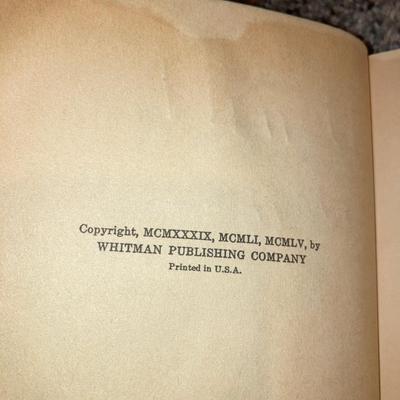 Copyright, MCMXXXIX, MCMLI, MCMLV, by
WHITMAN PUBLISHING COMPANY
Printed in U.S.A.